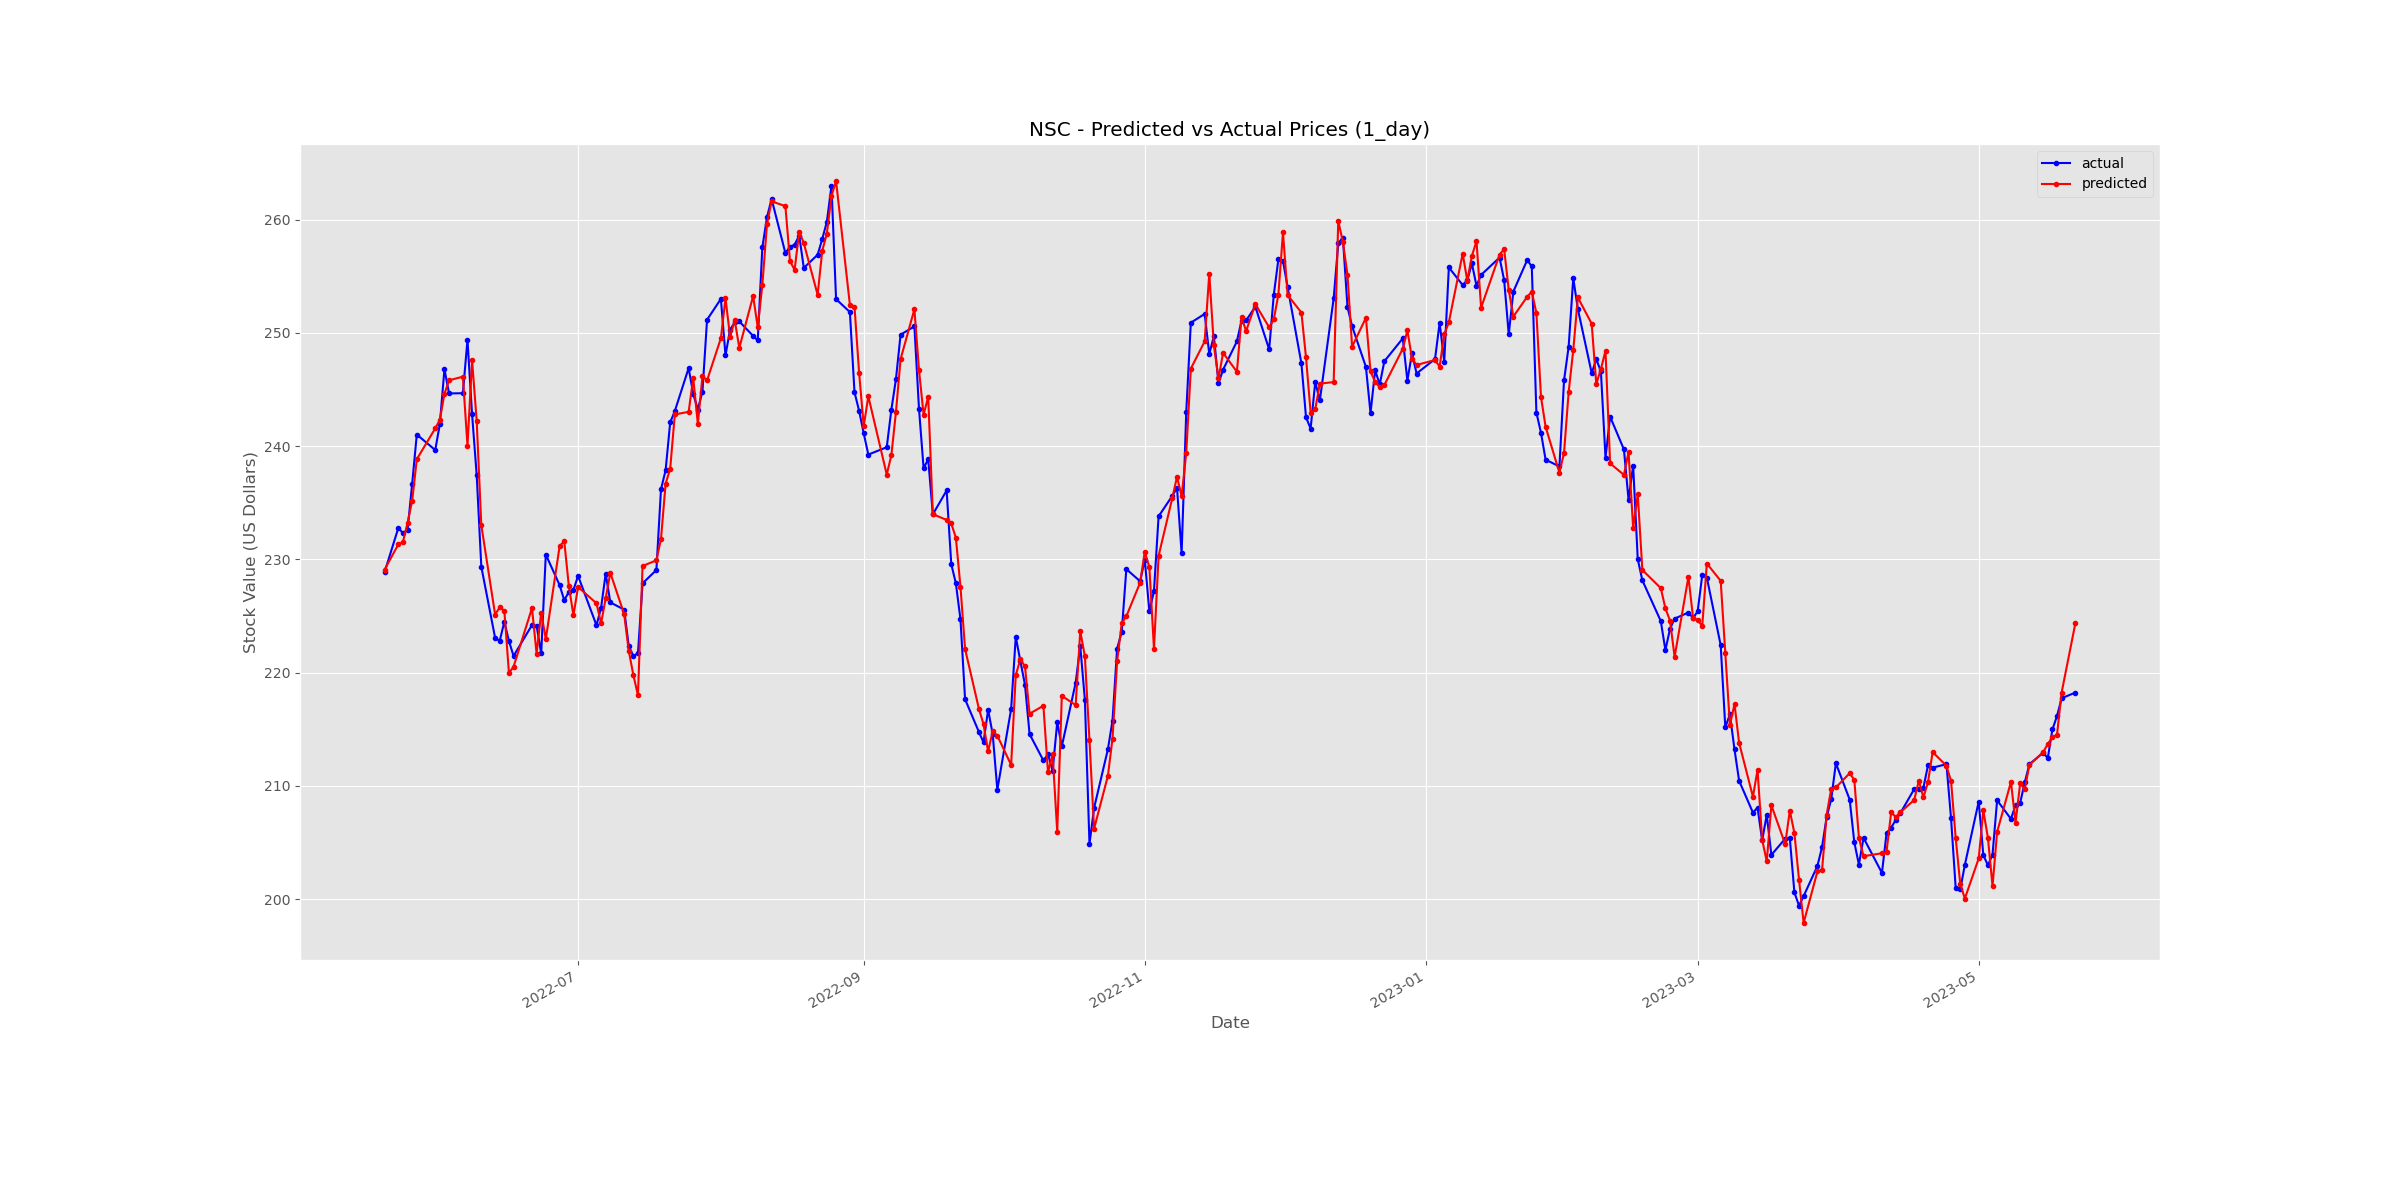 NSC - Predicted vs Actual Prices (1_day)
actual
predicted
Stock Value (US Dollars)
260
250
240
230
220
210
200
2022-07
2022-09
2022-11
2023-01
2023-03
2023-05
Date